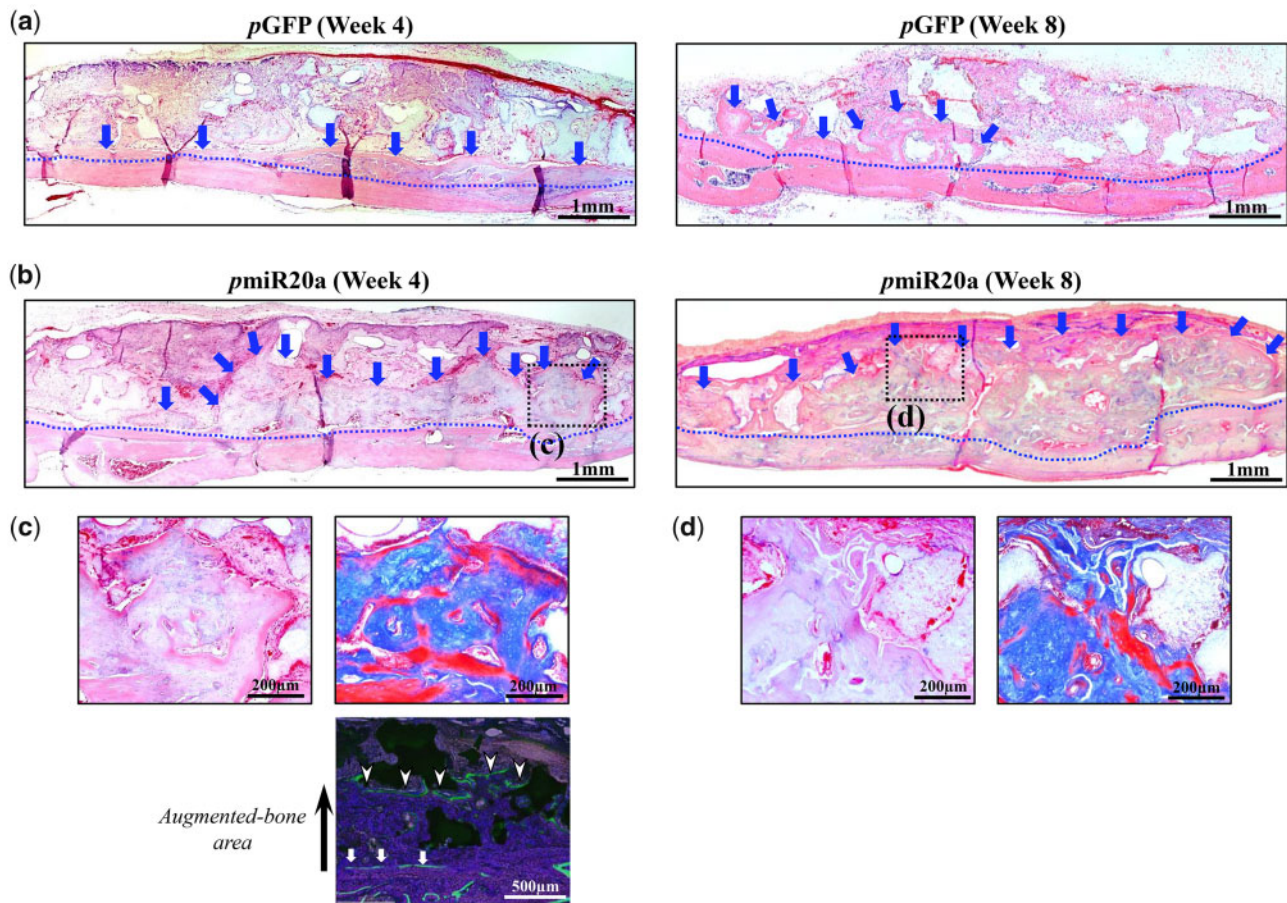 (a)
pGFP (Week 4)
pGFP (Week 8)
1mm
1mm
(b)
pmiR20a (Week 4)
pmiR20a (Week 8)
(c)
1mm
(d)
1mm
(c)
200µm
200µm
(d)
200µm
200µm
Augmented-bone
area
500µm